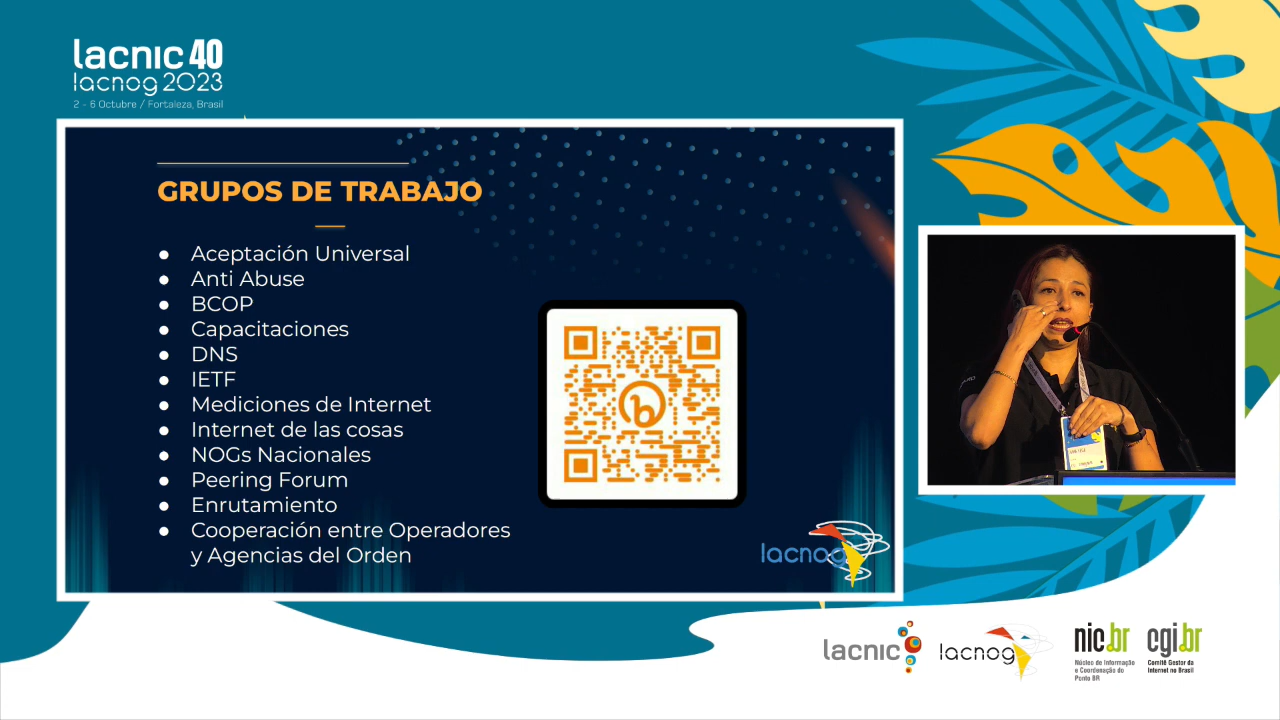 lacnic 40
lacnog 2023
2 - 6 Octubre / Fortaleza, Brasil
GRUPOS DE TRABAJO
● Aceptación Universal
● Anti Abuse
● BCOP
● Capacitaciones
● DNS
● IETF
● Mediciones de Internet
● Internet de las cosas
● NOGs Nacionales
● Peering Forum
● Enrutamiento
● Cooperación entre Operadores
y Agencias del Orden
b
lacnog
lacnic
lacnog
nic.br
Núcleo de Informação
e Coordenação do
Ponto BR
cgi.br
Comitê Gestor da
Internet no Brasil